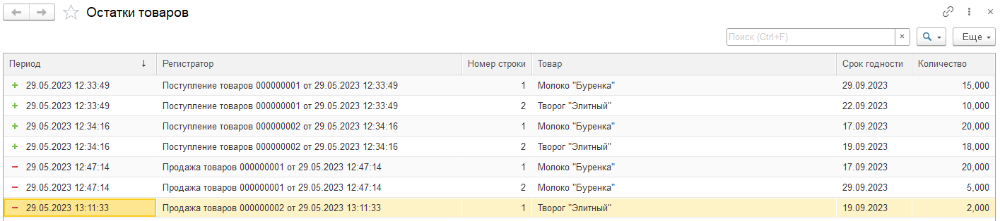 Остатки товаров
Поиск (Ctrl+F) × Еще
Период ↓ Регистратор Номер строки Товар Срок годности Количество
+ 29.05.2023 12:33:49 Поступление товаров 000000001 от 29.05.2023 12:33:49 1 Молоко "Буренка" 29.09.2023 15,000
+ 29.05.2023 12:33:49 Поступление товаров 000000001 от 29.05.2023 12:33:49 2 Творог "Элитный" 22.09.2023 10,000
+ 29.05.2023 12:34:16 Поступление товаров 000000002 от 29.05.2023 12:34:16 1 Молоко "Буренка" 17.09.2023 20,000
+ 29.05.2023 12:34:16 Поступление товаров 000000002 от 29.05.2023 12:34:16 2 Творог "Элитный" 19.09.2023 18,000
− 29.05.2023 12:47:14 Продажа товаров 000000001 от 29.05.2023 12:47:14 1 Молоко "Буренка" 17.09.2023 20,000
− 29.05.2023 12:47:14 Продажа товаров 000000001 от 29.05.2023 12:47:14 2 Молоко "Буренка" 29.09.2023 5,000
− 29.05.2023 13:11:33 Продажа товаров 000000002 от 29.05.2023 13:11:33 1 Творог "Элитный" 19.09.2023 2,000